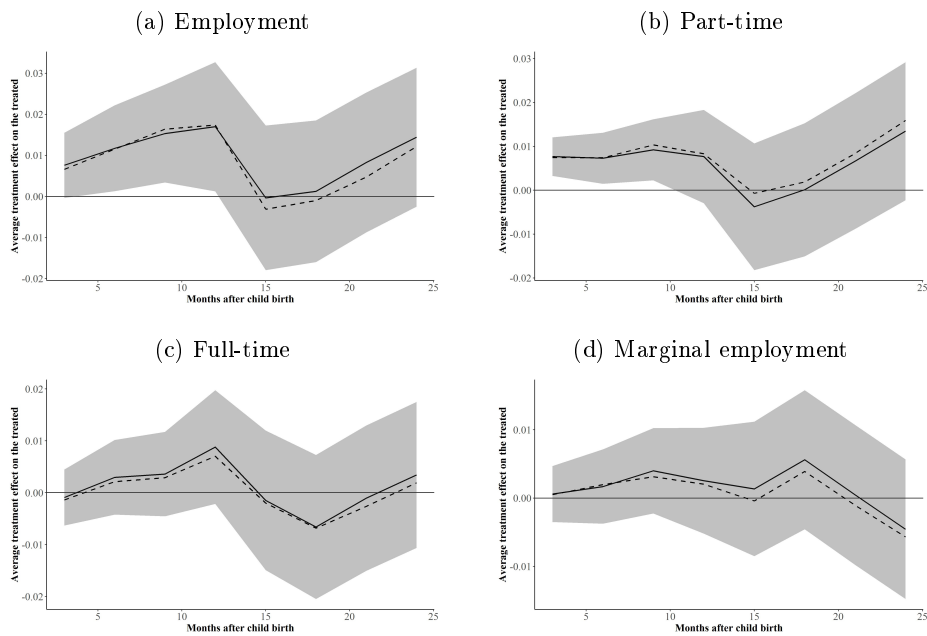 (a) Employment
Average treatment effect on the treated
0.03
0.02
0.01
0.00
-0.01
-0.02
5 10 15 20 25
Months after child birth
(b) Part-time
Average treatment effect on the treated
0.03
0.02
0.01
0.00
-0.01
-0.02
5 10 15 20 25
Months after child birth
(c) Full-time
Average treatment effect on the treated
0.02
0.01
0.00
-0.01
-0.02
5 10 15 20 25
Months after child birth
(d) Marginal employment
Average treatment effect on the treated
0.01
0.00
-0.01
5 10 15 20 25
Months after child birth